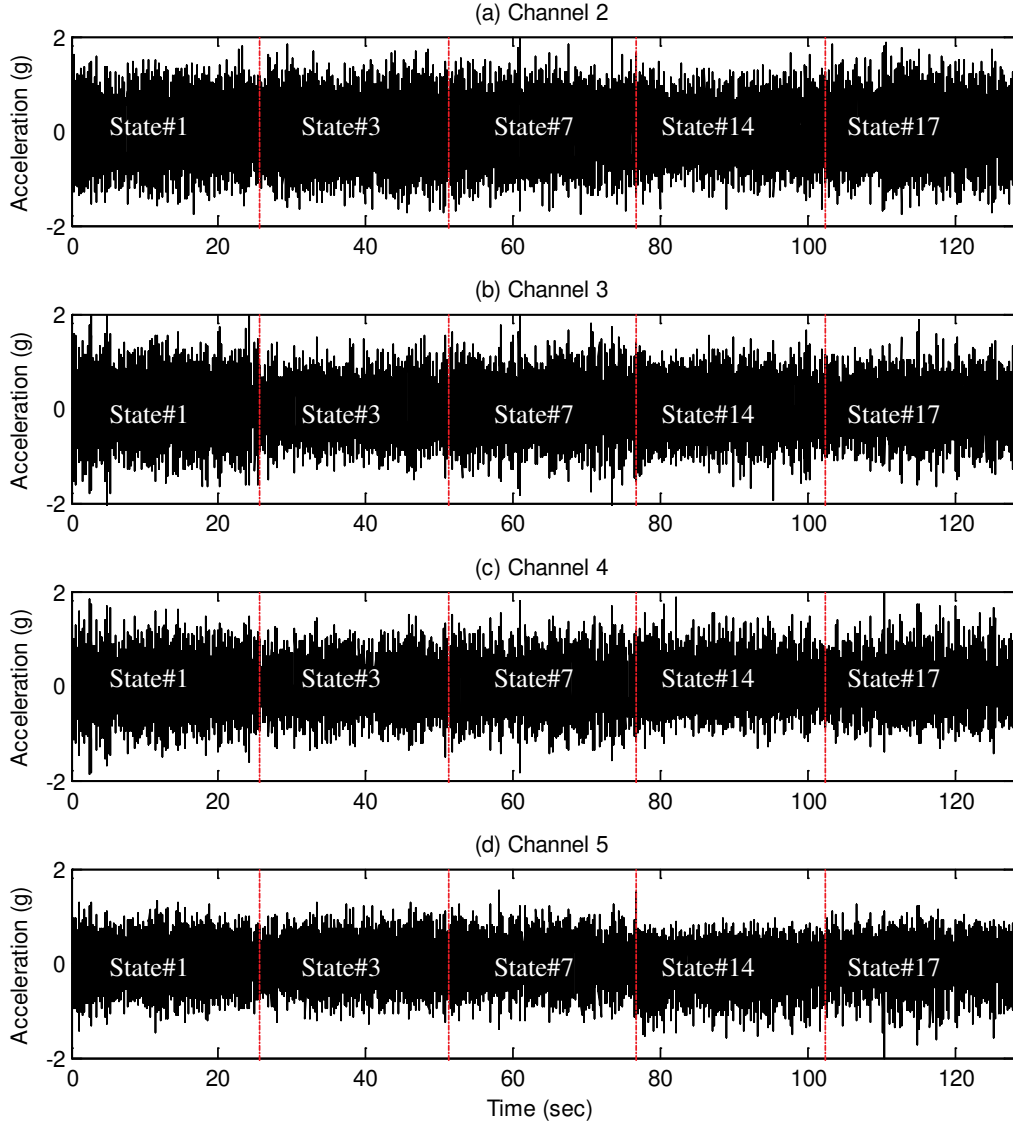 (a) Channel 2
Acceleration (g)
2
0
-2
State#1 State#3 State#7 State#14 State#17
0 20 40 60 80 100 120
(b) Channel 3
Acceleration (g)
2
0
-2
State#1 State#3 State#7 State#14 State#17
0 20 40 60 80 100 120
(c) Channel 4
Acceleration (g)
2
0
-2
State#1 State#3 State#7 State#14 State#17
0 20 40 60 80 100 120
(d) Channel 5
Acceleration (g)
2
0
-2
State#1 State#3 State#7 State#14 State#17
0 20 40 60 80 100 120
Time (sec)